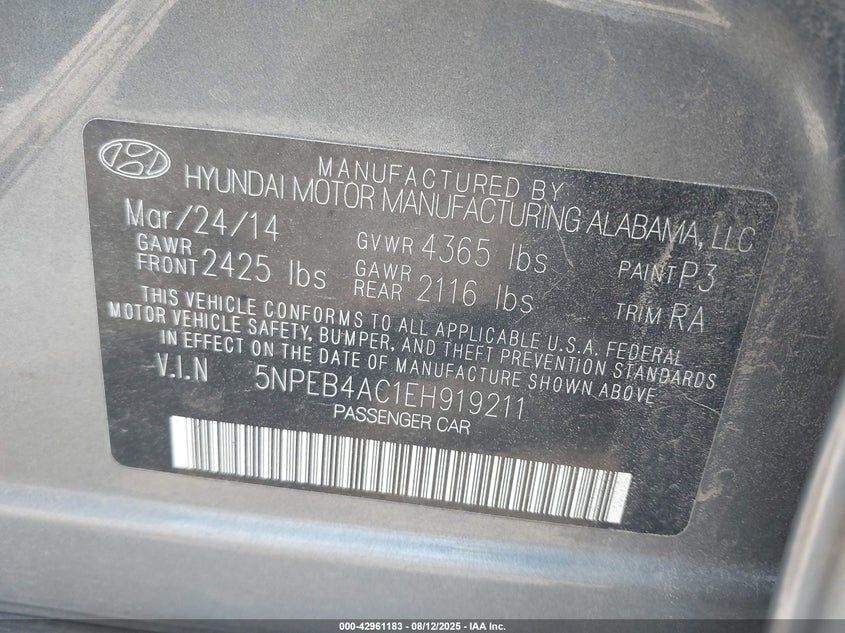 MANUFACTURED BY
HYUNDAI MOTOR MANUFACTURING ALABAMA, LLC
Mar/24/14 GVWR 4365 lbs PAINT P3
GAWR FRONT 2425 lbs GAWR REAR 2116 lbs TRIM RA
THIS VEHICLE CONFORMS TO ALL APPLICABLE U.S.A. FEDERAL
MOTOR VEHICLE SAFETY, BUMPER, AND THEFT PREVENTION STANDARDS
IN EFFECT ON THE DATE OF MANUFACTURE SHOWN ABOVE
V.I.N 5NPEB4AC1EH919211
PASSENGER CAR
000-42961183 - 08/12/2025 - IAA Inc.